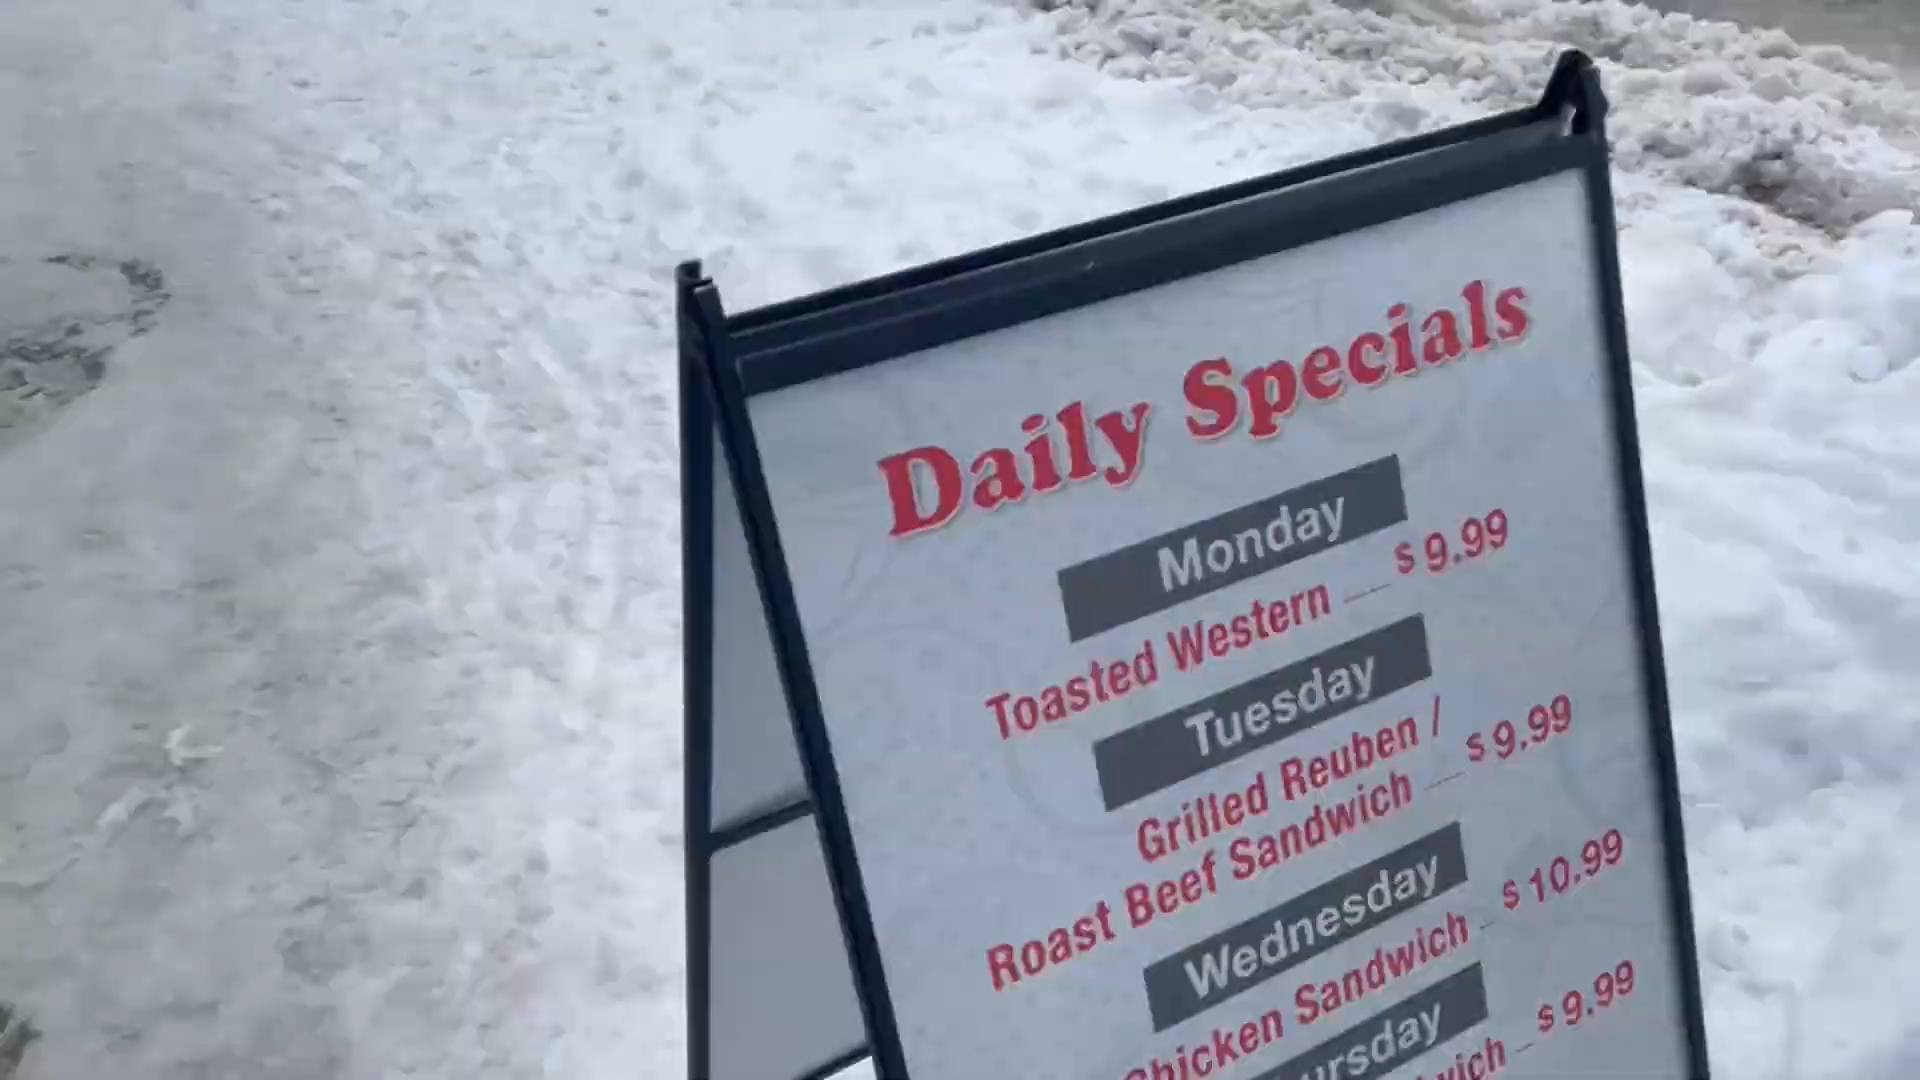 Daily Specials
Monday
Toasted Western $9.99
Tuesday
Grilled Reuben /
Roast Beef Sandwich $9.99
Wednesday
Chicken Sandwich $10.99
$9.99